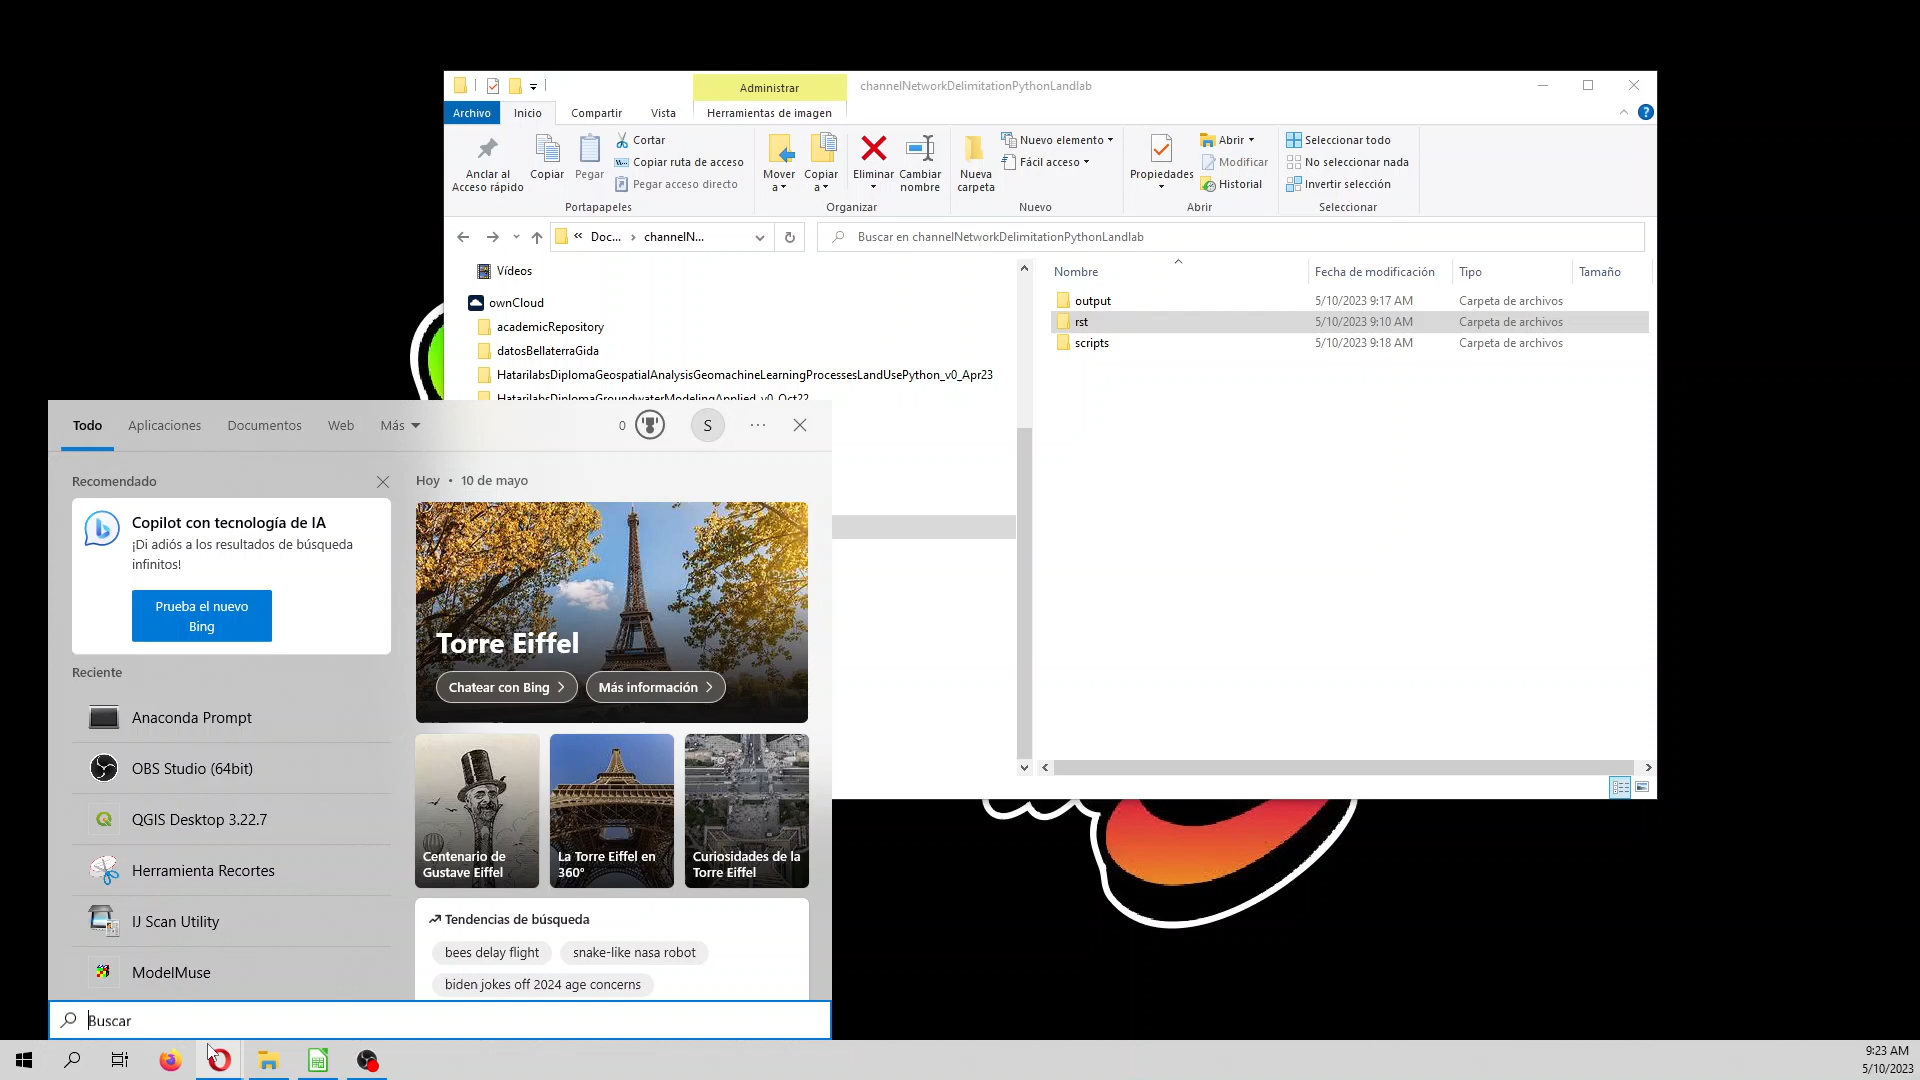 Administrar
channelNetworkDelimitationPythonLandlab
Archivo
Inicio
Compartir
Vista
Herramientas de imagen
Anclar al
Acceso rápido
Copiar
Pegar
Cortar
Copiar ruta de acceso
Pegar acceso directo
Portapapeles
Mover
a
Copiar
a
Eliminar
Cambiar
nombre
Organizar
Nueva
carpeta
Nuevo elemento
Fácil acceso
Nuevo
Propiedades
Abrir
Modificar
Historial
Abrir
Seleccionar todo
No seleccionar nada
Invertir selección
Seleccionar
« Doc... › channelN...
Buscar en channelNetworkDelimitationPythonLandlab
Vídeos
ownCloud
academicRepository
datosBellaterraGida
HatarilabsDiplomaGeospatialAnalysisGeomachineLearningProcessesLandUsePython_v0_Apr23
HatarilabsDiplomaGroundwaterModelingApplied_v0_Oct22
Nombre
Fecha de modificación
Tipo
Tamaño
output
5/10/2023 9:17 AM
Carpeta de archivos
rst
5/10/2023 9:10 AM
Carpeta de archivos
scripts
5/10/2023 9:18 AM
Carpeta de archivos
Todo
Aplicaciones
Documentos
Web
Más
0
S
Recomendado
Copilot con tecnología de IA
¡Di adiós a los resultados de búsqueda
infinitos!
Prueba el nuevo
Bing
Reciente
Anaconda Prompt
OBS Studio (64bit)
QGIS Desktop 3.22.7
Herramienta Recortes
IJ Scan Utility
ModelMuse
Hoy • 10 de mayo
Torre Eiffel
Chatear con Bing
Más información
Centenario de
Gustave Eiffel
La Torre Eiffel en
360°
Curiosidades de la
Torre Eiffel
Tendencias de búsqueda
bees delay flight
snake-like nasa robot
biden jokes off 2024 age concerns
Buscar
9:23 AM
5/10/2023